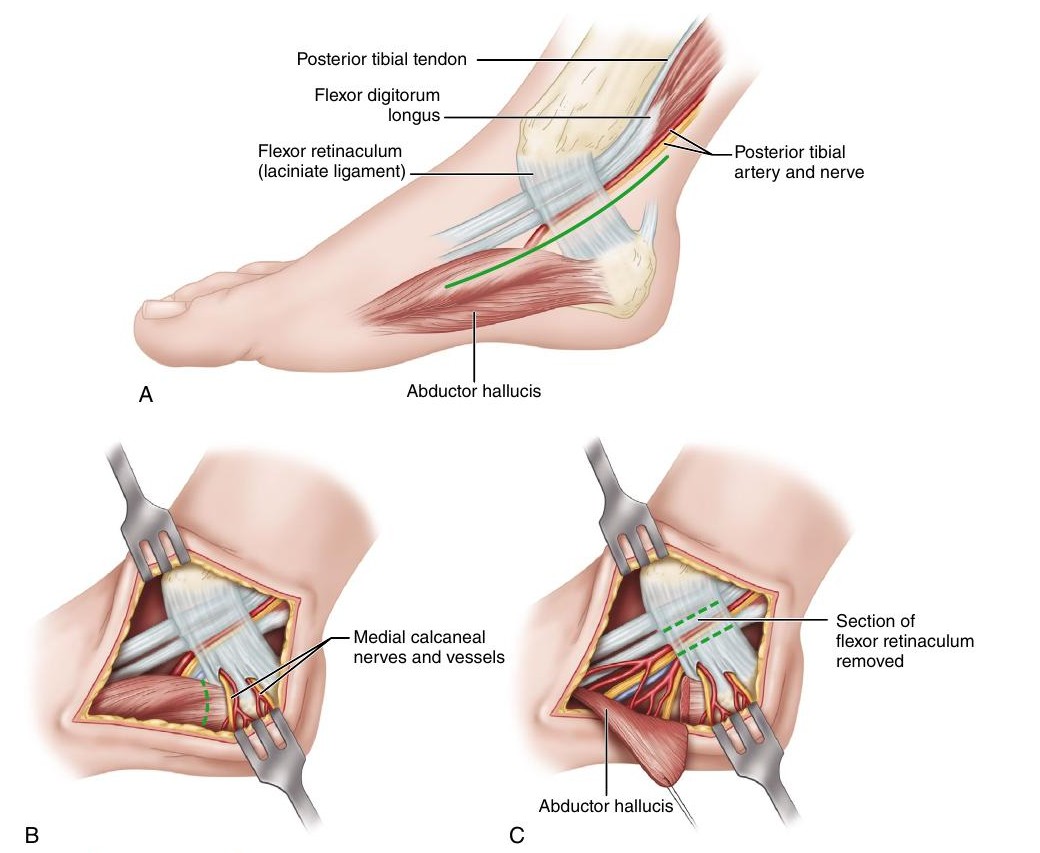 Posterior tibial tendon
Flexor digitorum
longus
Flexor retinaculum
(laciniate ligament)
Posterior tibial
artery and nerve
Abductor hallucis
A
Medial calcaneal
nerves and vessels
B
Section of
flexor retinaculum
removed
Abductor hallucis
C